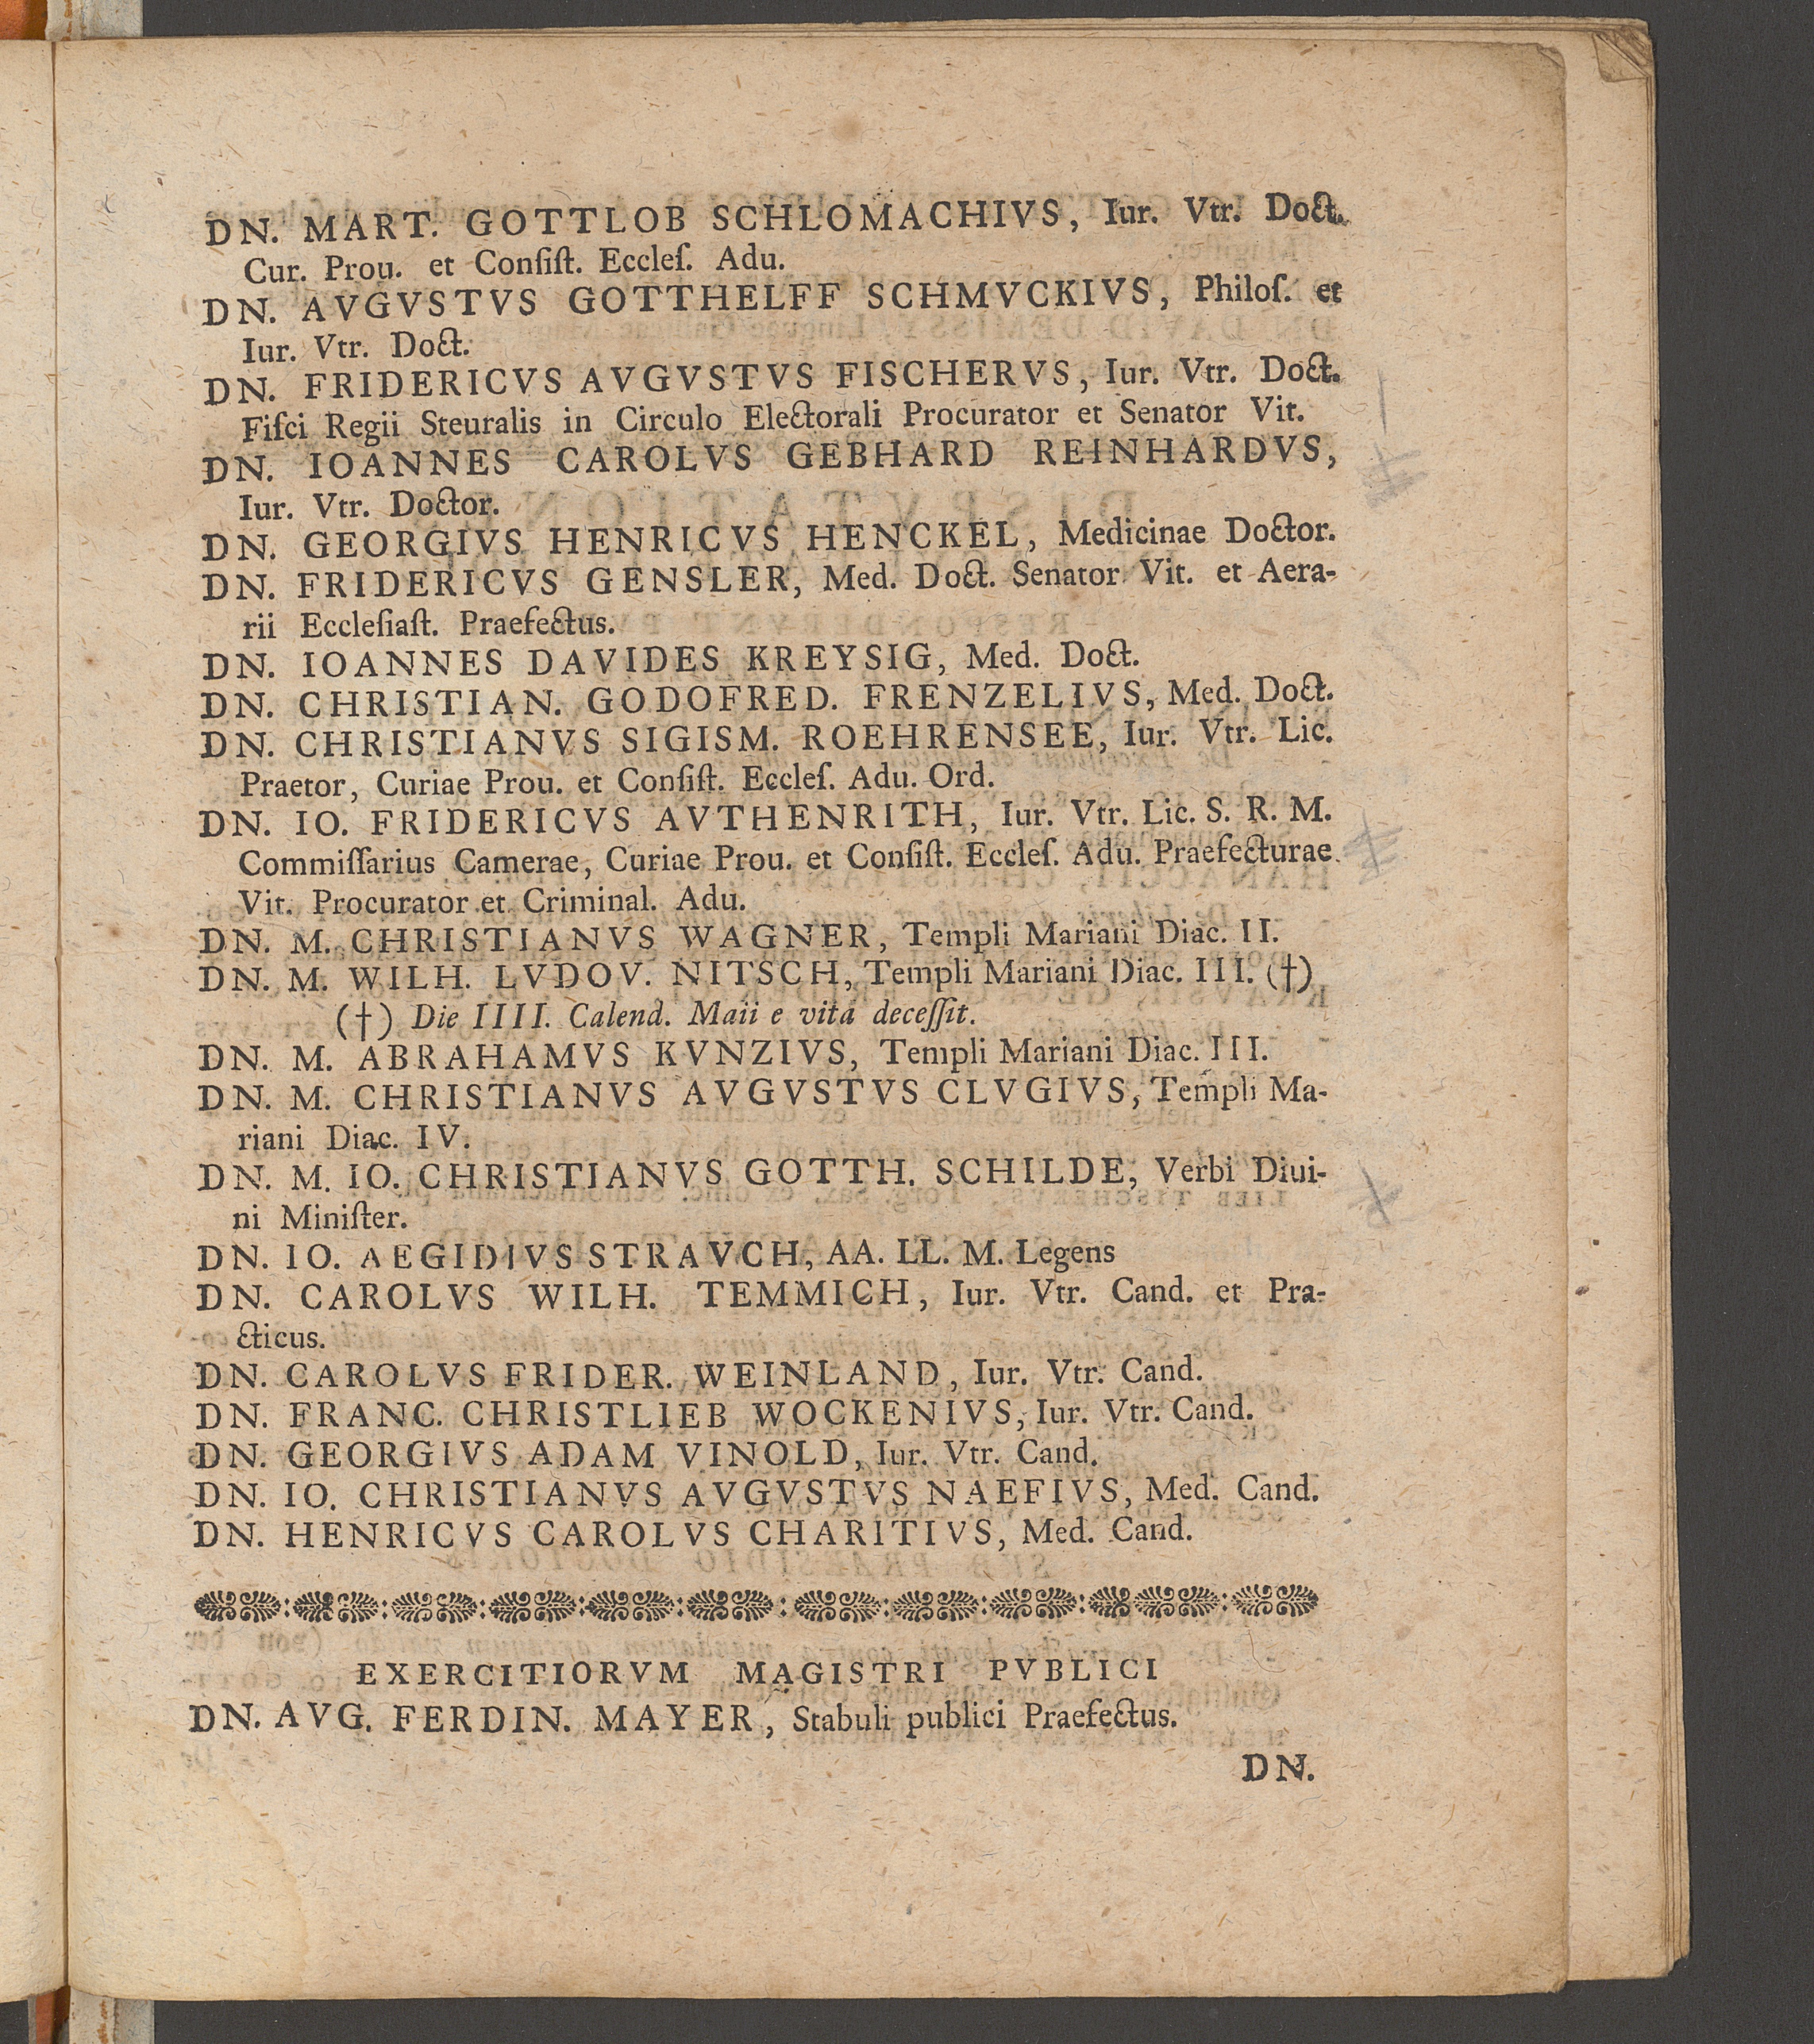 DN. MART. GOTTLOB SCHLOMACHIVS, Iur. Vtr. Doct.
Cur. Prou. et Conſiſt. Eccleſ. Adu.
DN. AVGVSTVS GOTTHELFF SCHMVCKIVS, Philoſ. et
Iur. Vtr. Doct.
DN. FRIDERICVS AVGVSTVS FISCHERVS, Iur. Vtr. Doct.
Fiſci Regii Steuralis in Circulo Electorali Procurator et Senator Vit.
DN. IOANNES CAROLVS GEBHARD REINHARDVS,
Iur. Vtr. Doctor.
DN. GEORGIVS HENRICVS HENCKEL, Medicinae Doctor.
DN. FRIDERICVS GENSLER, Med. Doct. Senator Vit. et Aera-
rii Eccleſiaſt. Praefectus.
DN. IOANNES DAVIDES KREYSIG, Med. Doct.
DN. CHRISTIAN. GODOFRED. FRENZELIVS, Med. Doct.
DN. CHRISTIANVS SIGISM. ROEHRENSEE, Iur. Vtr. Lic.
Praetor, Curiae Prou. et Conſiſt. Eccleſ. Adu. Ord.
DN. IO. FRIDERICVS AVTHENRITH, Iur. Vtr. Lic. S. R. M.
Commiſſarius Camerae, Curiae Prou. et Conſiſt. Eccleſ. Adu. Praefecturae
Vit. Procurator et Criminal. Adu.
DN. M. CHRISTIANVS WAGNER, Templi Mariani Diac. II.
DN. M. WILH. LVDOV. NITSCH, Templi Mariani Diac. III. (†)
(†) Die IIII. Calend. Maii e vitá deceſſit.
DN. M. ABRAHAMVS KVNZIVS, Templi Mariani Diac. III.
DN. M. CHRISTIANVS AVGVSTVS CLVGIVS, Templi Ma-
riani Diac. IV.
DN. M. IO. CHRISTIANVS GOTTH. SCHILDE, Verbi Diui-
ni Miniſter.
DN. IO. AEGIDIVS STRAVCH, AA. LL. M. Legens
DN. CAROLVS WILH. TEMMICH, Iur. Vtr. Cand. et Pra-
cticus.
DN. CAROLVS FRIDER. WEINLAND, Iur. Vtr. Cand.
DN. FRANC. CHRISTLIEB WOCKENIVS, Iur. Vtr. Cand.
DN. GEORGIVS ADAM VINOLD, Iur. Vtr. Cand.
DN. IO. CHRISTIANVS AVGVSTVS NAEFIVS, Med. Cand.
DN. HENRICVS CAROLVS CHARITIVS, Med. Cand.
EXERCITIORVM MAGISTRI PVBLICI
DN. AVG. FERDIN. MAYER, Stabuli publici Praefectus.
DN.